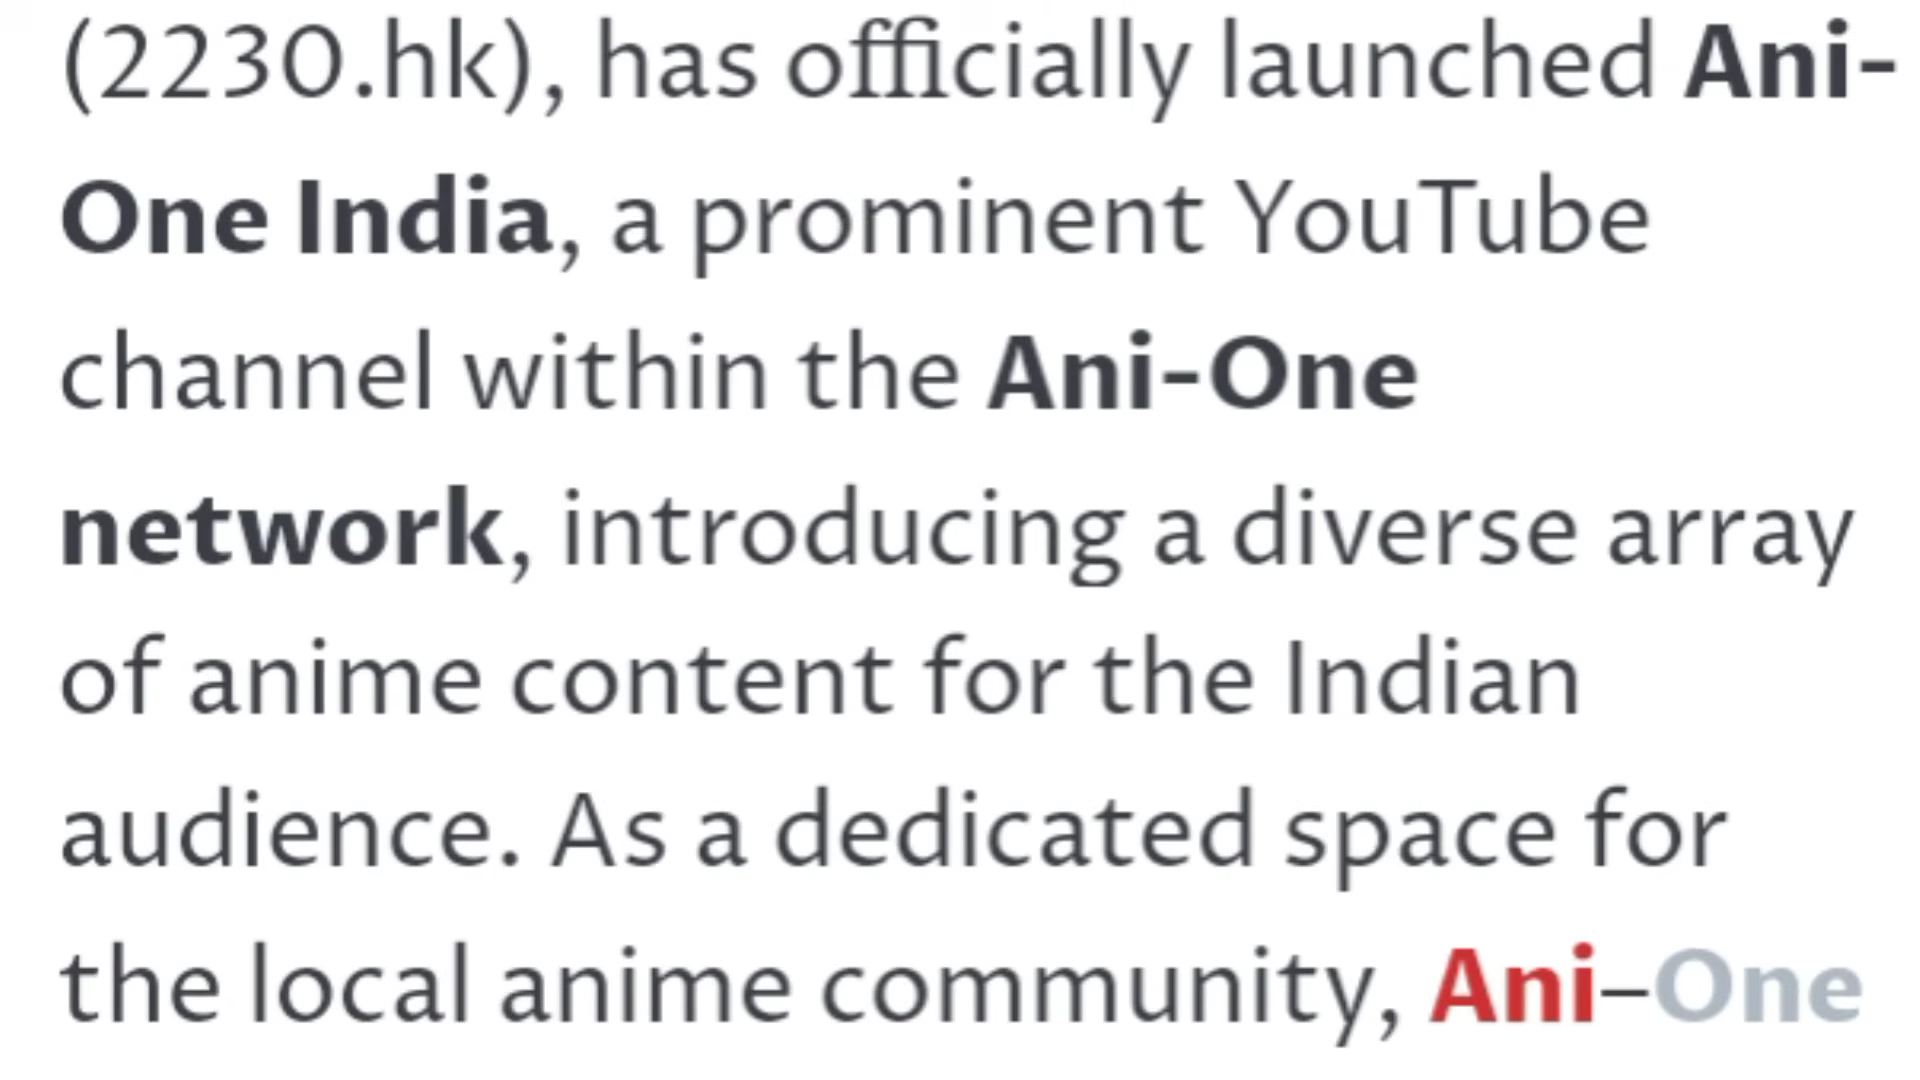 (2230.hk), has officially launched Ani-
One India, a prominent YouTube
channel within the Ani-One
network, introducing a diverse array
of anime content for the Indian
audience. As a dedicated space for
the local anime community, Ani–One